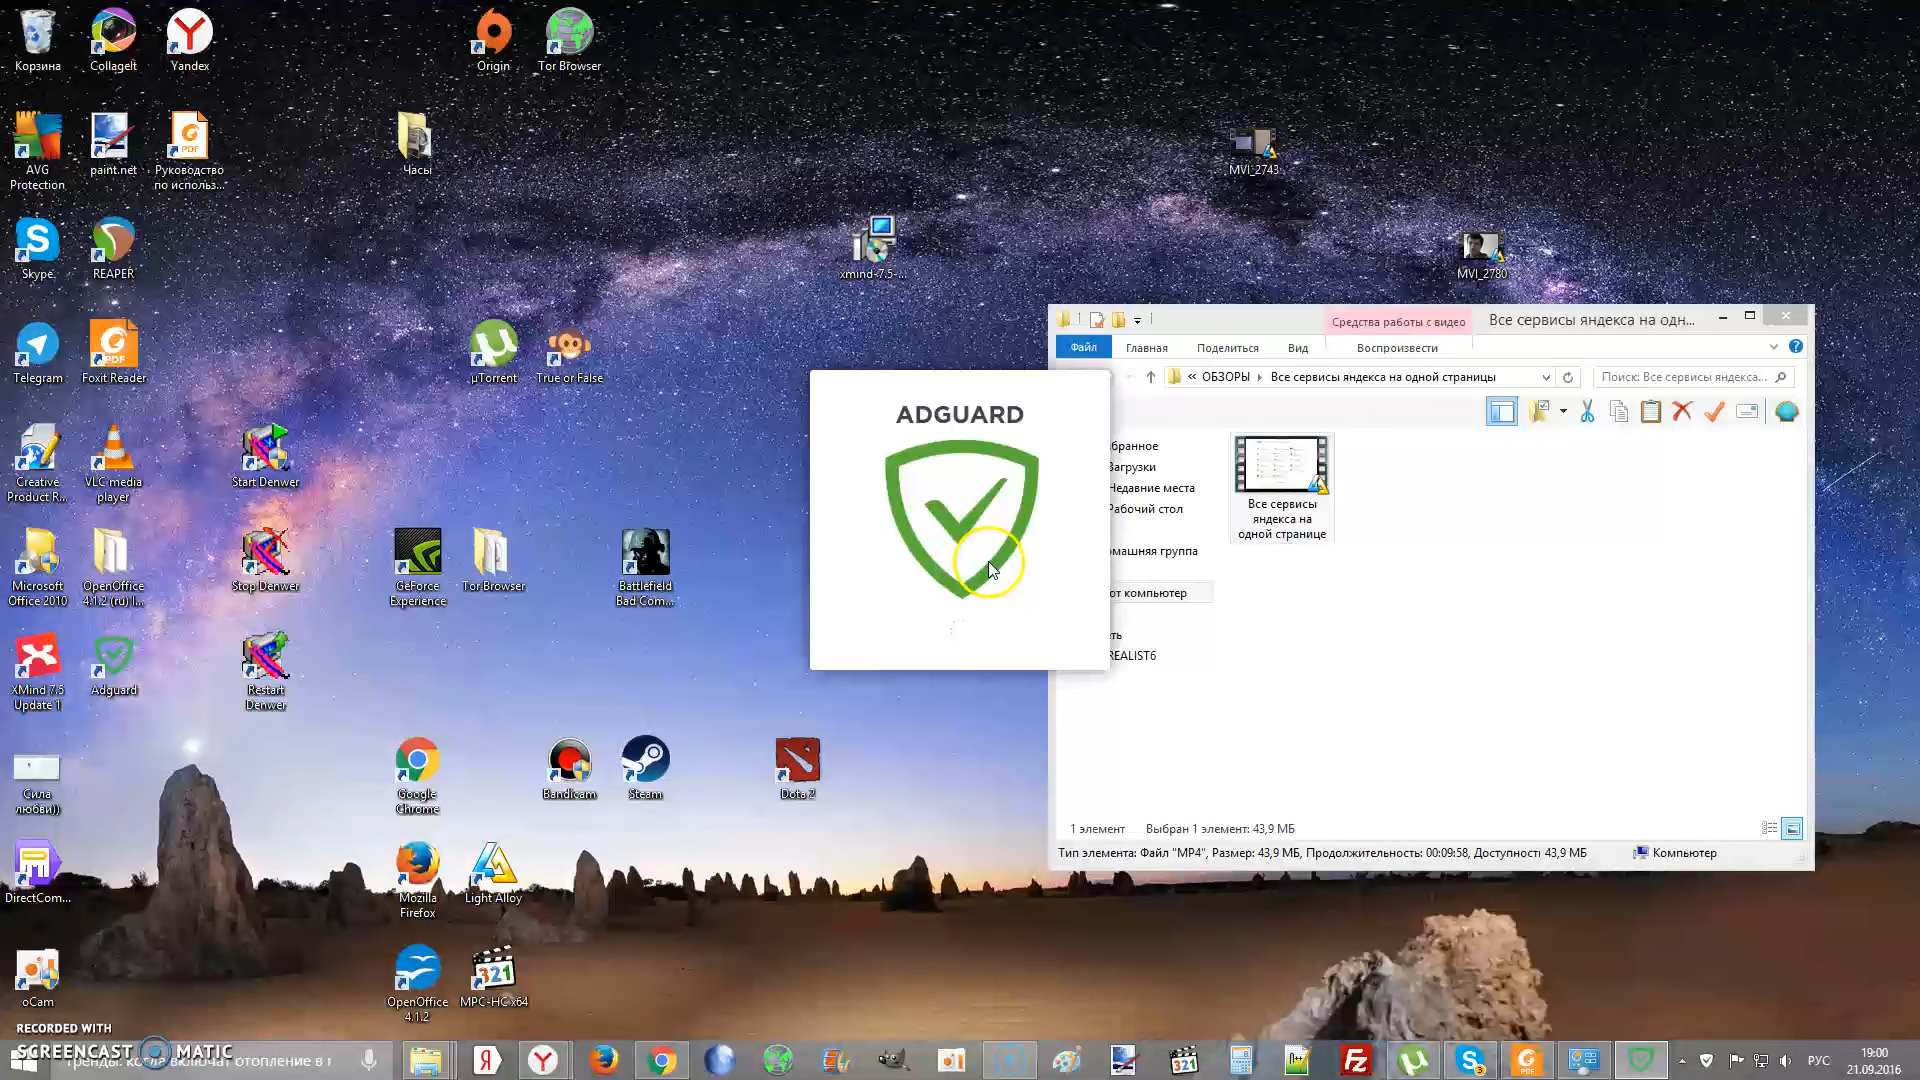 Корзина
CollageIt
Yandex
Origin
Tor Browser
AVG
Protection
paint.net
Руководство
по использ...
Часы
MVI_2743
Skype
REAPER
xmind-7.5-...
MVI_2780
Telegram
Foxit Reader
µTorrent
True or False
Средства работы с видео
Все сервисы яндекса на одн...
Файл
Главная
Поделиться
Вид
Воспроизвести
« ОБЗОРЫ
Все сервисы яндекса на одной страницы
Поиск: Все сервисы яндекса...
ADGUARD
бранное
Загрузки
Недавние места
Рабочий стол
омашняя группа
от компьютер
еть
REALIST6
Все сервисы
яндекса на
одной странице
Creative
Product R...
VLC media
player
Start Denwer
Microsoft
Office 2010
OpenOffice
4.1.2 (ru) I...
Stop Denwer
GeForce
Experience
Tor Browser
Battlefield
Bad Com...
XMind 7.5
Update 1
Adguard
Restart
Denwer
Сила
любви))
Google
Chrome
Bandicam
Steam
Dota 2
1 элемент
Выбран 1 элемент: 43,9 МБ
Тип элемента: Файл "MP4", Размер: 43,9 МБ, Продолжительность: 00:09:58, Доступност: 43,9 МБ
Компьютер
DirectCom...
Mozilla
Firefox
Light Alloy
oCam
OpenOffice
4.1.2
MPC-HC x64
RECORDED WITH
SCREENCAST MATIC
тренды: когда включат отопление в
РУС
19:00
21.09.2016